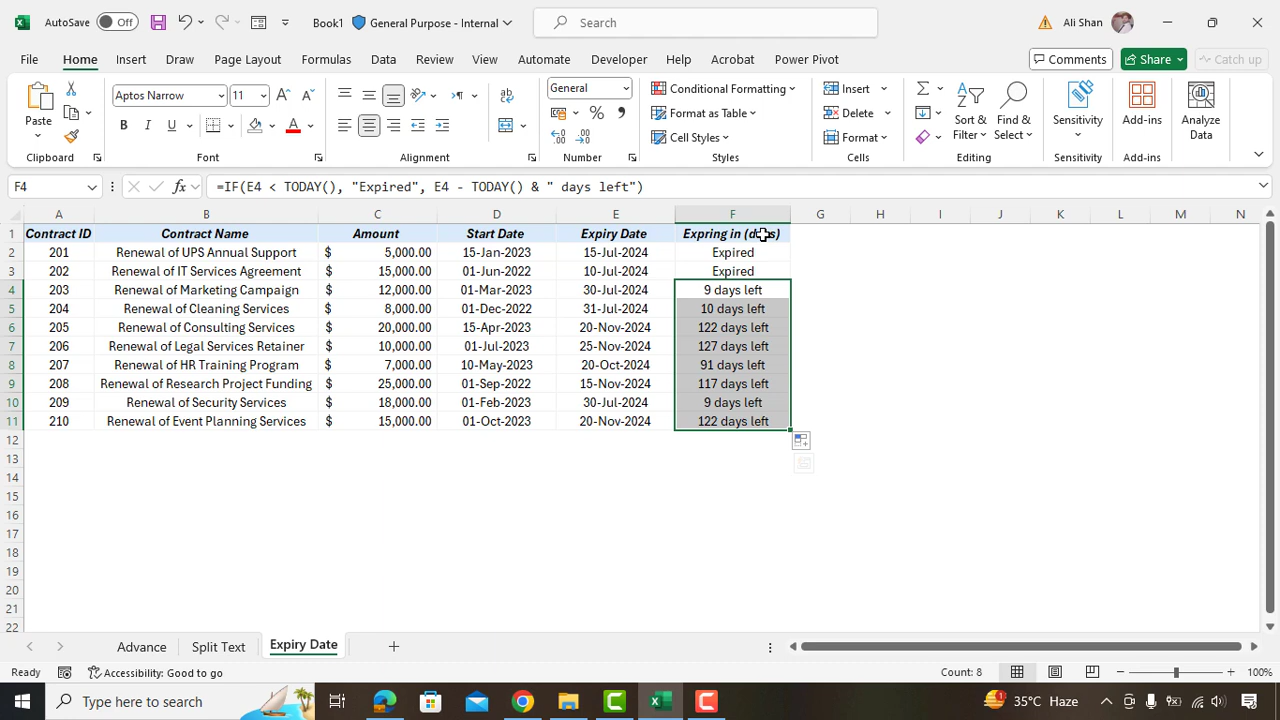 AutoSave Off Book1 General Purpose - Internal Search Ali Shan
File Home Insert Draw Page Layout Formulas Data Review View Developer Automate Help Acrobat Power Pivot Comments Share Catch up
Paste Aptos Narrow 11 General Conditional Formatting Insert Sort & Filter Find & Select Sensitivity Add-ins Analyze Data
Format as Table Delete
B I U Cell Styles Format
Clipboard Font Alignment Number Styles Cells Editing Sensitivity Add-ins
F4 fx =IF(E4 < TODAY(), "Expired", E4 - TODAY() & " days left")
A B C D E F G H I J K L M N
1 Contract ID Contract Name Amount Start Date Expiry Date Expring in (days)
2 201 Renewal of UPS Annual Support $ 5,000.00 15-Jan-2023 15-Jul-2024 Expired
3 202 Renewal of IT Services Agreement $ 15,000.00 01-Jun-2022 10-Jul-2024 Expired
4 203 Renewal of Marketing Campaign $ 12,000.00 01-Mar-2023 30-Jul-2024 9 days left
5 204 Renewal of Cleaning Services $ 8,000.00 01-Dec-2022 31-Jul-2024 10 days left
6 205 Renewal of Consulting Services $ 20,000.00 15-Apr-2023 20-Nov-2024 122 days left
7 206 Renewal of Legal Services Retainer $ 10,000.00 01-Jul-2023 25-Nov-2024 127 days left
8 207 Renewal of HR Training Program $ 7,000.00 10-May-2023 20-Oct-2024 91 days left
9 208 Renewal of Research Project Funding $ 25,000.00 01-Sep-2022 15-Nov-2024 117 days left
10 209 Renewal of Security Services $ 18,000.00 01-Feb-2023 30-Jul-2024 9 days left
11 210 Renewal of Event Planning Services $ 15,000.00 01-Oct-2023 20-Nov-2024 122 days left
12
13
14
15
16
17
18
19
20
21
22
Advance Split Text Expiry Date
Ready Accessibility: Good to go Count: 8 100%
Type here to search 1 35°C Haze